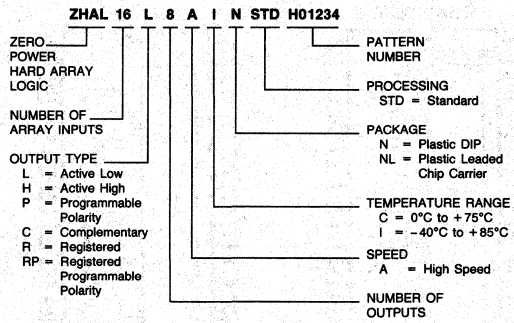 ZHAL 16 L 8 A I N STD H01234
ZERO
POWER
HARD ARRAY
LOGIC
NUMBER OF
ARRAY INPUTS
OUTPUT TYPE
L = Active Low
H = Active High
P = Programmable
Polarity
C = Complementary
R = Registered
RP = Registered
Programmable
Polarity
PATTERN
NUMBER
PROCESSING
STD = Standard
PACKAGE
N = Plastic DIP
NL = Plastic Leaded
Chip Carrier
TEMPERATURE RANGE
C = 0°C to +75°C
I = −40°C to +85°C
SPEED
A = High Speed
NUMBER OF
OUTPUTS